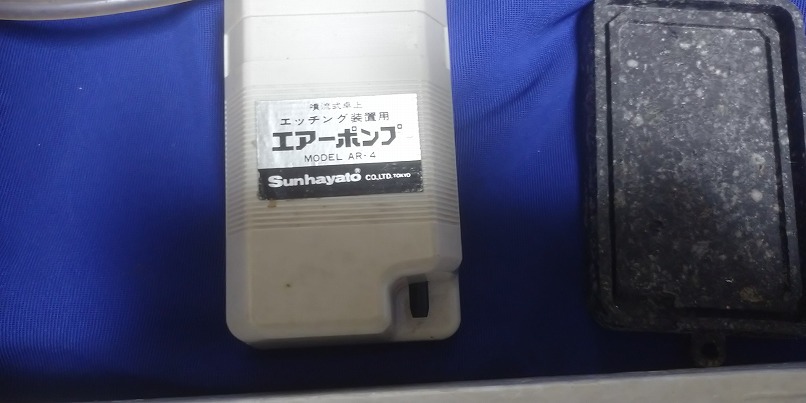 噴流式卓上
エッチング装置用
エアーポンプ
MODEL AR-4
Sunhayato® CO.LTD. TOKYO